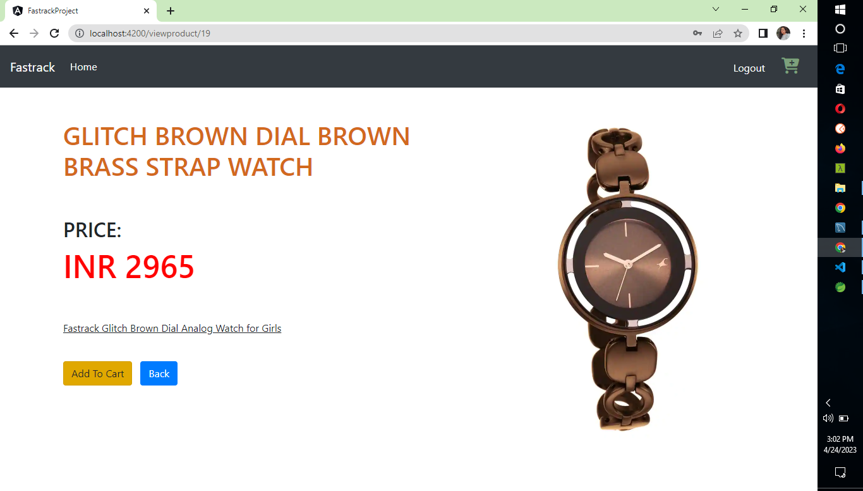 FastrackProject
localhost:4200/viewproduct/19
Fastrack Home Logout
GLITCH BROWN DIAL BROWN
BRASS STRAP WATCH
PRICE:
INR 2965
Fastrack Glitch Brown Dial Analog Watch for Girls
Add To Cart Back
3:02 PM
4/24/2023